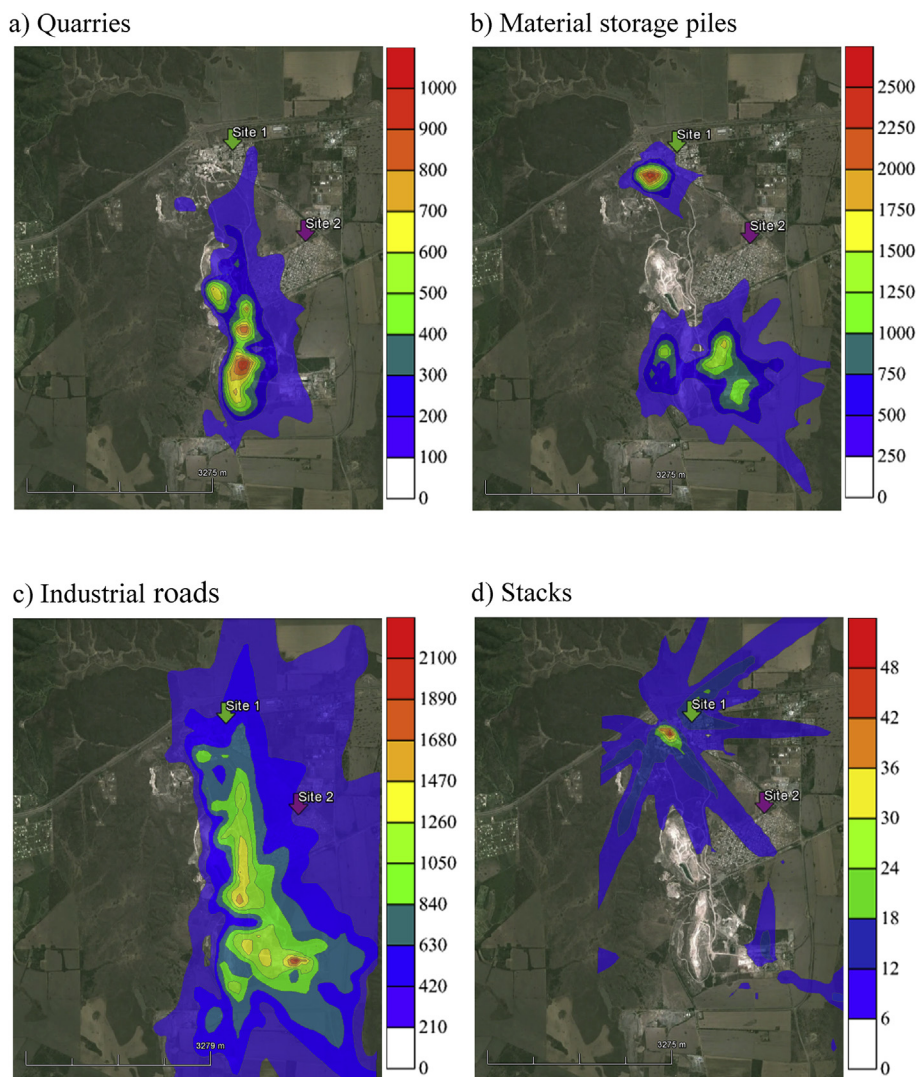 a) Quarries
b) Material storage piles
Site 1
Site 2
3275 m
1000
900
800
700
600
500
400
300
200
100
0
Site 1
Site 2
3275 m
2500
2250
2000
1750
1500
1250
1000
750
500
250
0
c) Industrial roads
d) Stacks
Site 1
Site 2
3279 m
2100
1890
1680
1470
1260
1050
840
630
420
210
0
Site 1
Site 2
3275 m
48
42
36
30
24
18
12
6
0